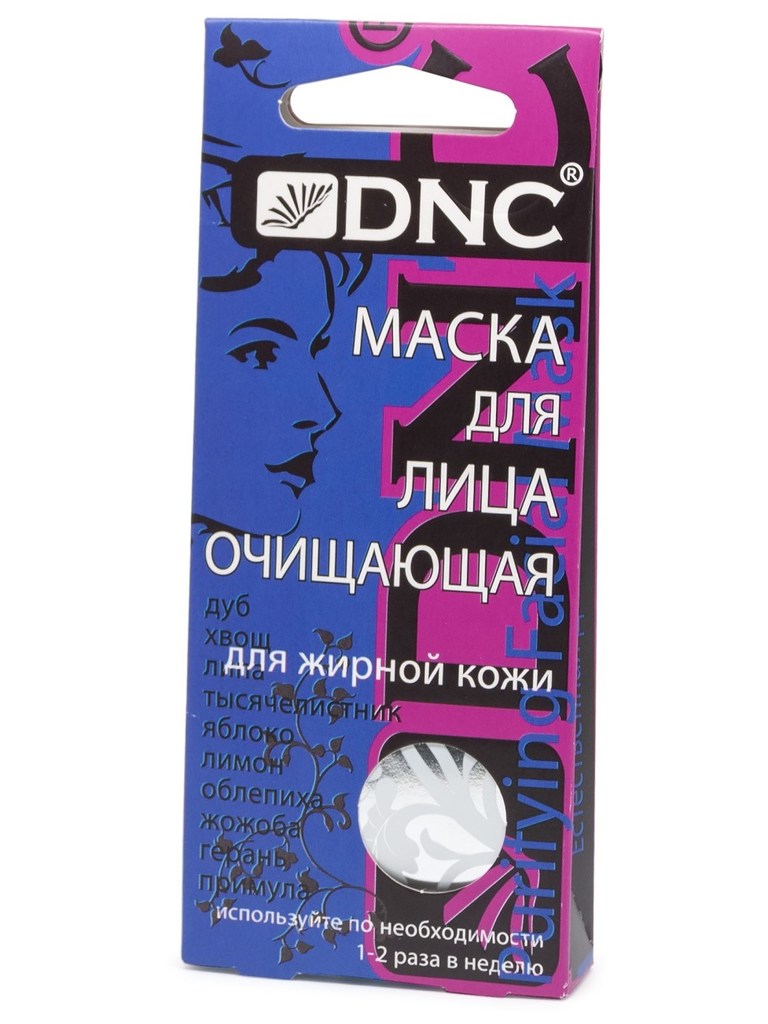 DNC®
МАСКА
ДЛЯ
ЛИЦА
ОЧИЩАЮЩАЯ
дуб
хвощ
липа
для жирной кожи
тысячелистник
яблоко
лимон
облепиха
жожоба
герань
примула
используйте по необходимости
1-2 раза в неделю
Purifying Facial Mask
DNC